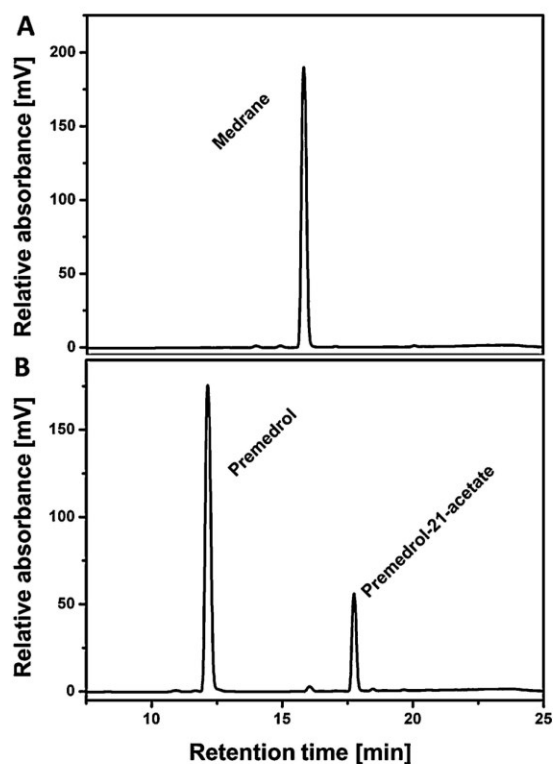 A
Relative absorbance [mV]
200
150
100
50
0
Medrane
B
Relative absorbance [mV]
150
100
50
0
Premedrol
Premedrol-21-acetate
10
15
20
25
Retention time [min]